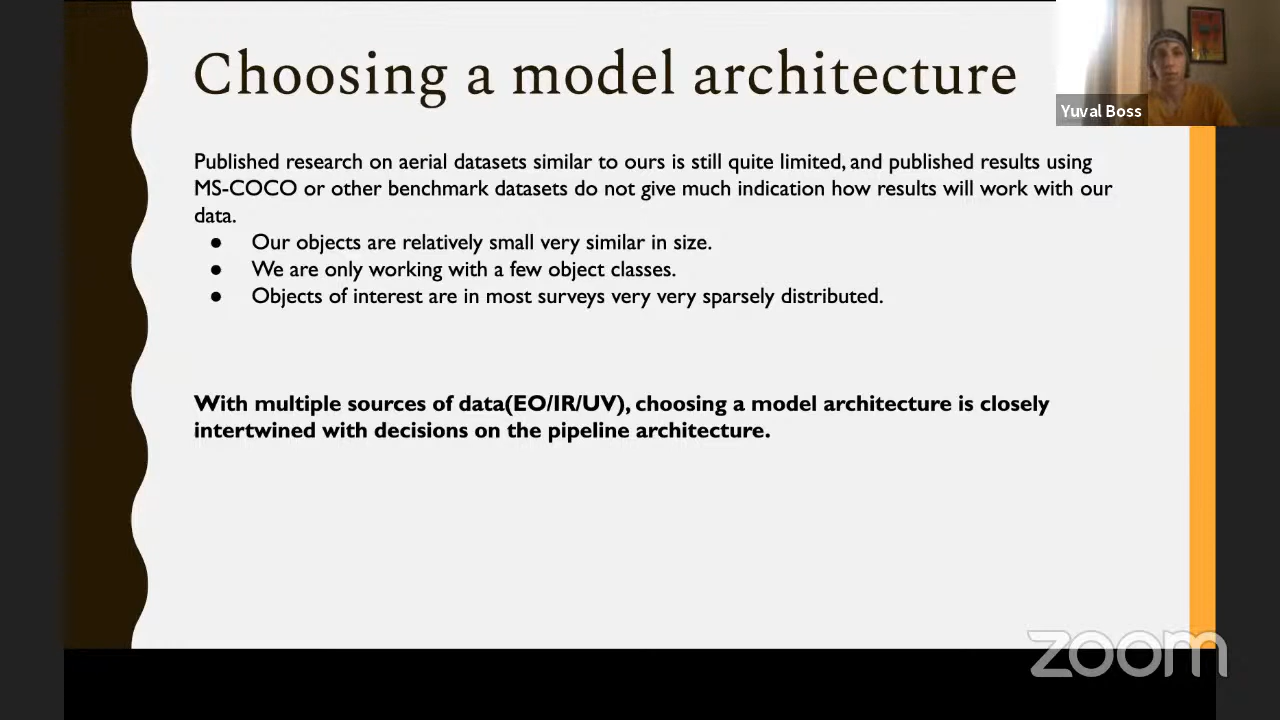 Choosing a model architecture
Yuval Boss
Published research on aerial datasets similar to ours is still quite limited, and published results using
MS-COCO or other benchmark datasets do not give much indication how results will work with our
data.
● Our objects are relatively small very similar in size.
● We are only working with a few object classes.
● Objects of interest are in most surveys very very sparsely distributed.
With multiple sources of data(EO/IR/UV), choosing a model architecture is closely
intertwined with decisions on the pipeline architecture.
zoom